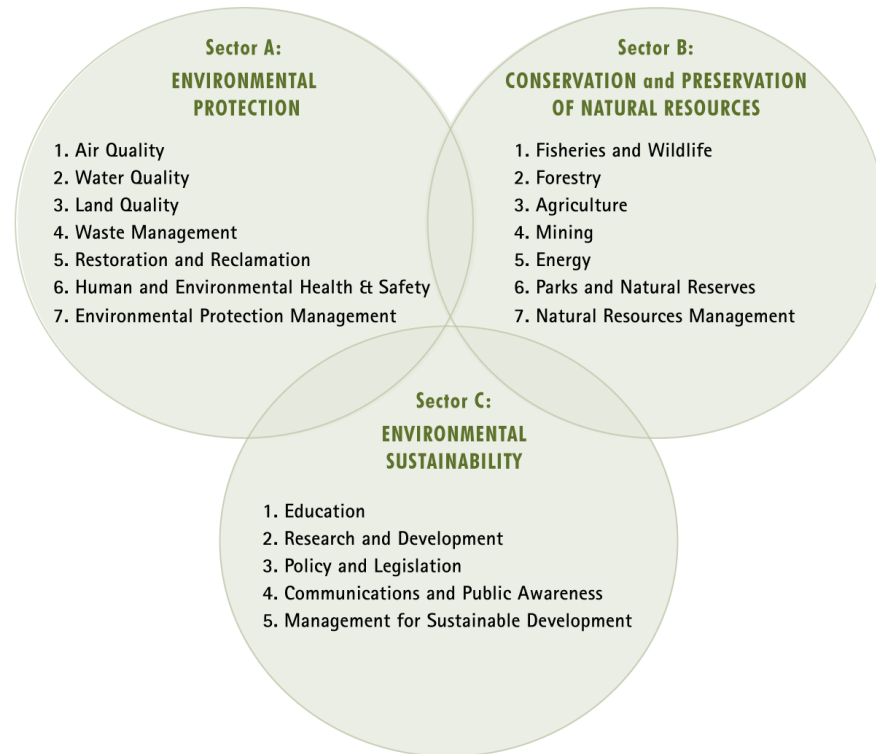 Sector A:
ENVIRONMENTAL
PROTECTION
1. Air Quality
2. Water Quality
3. Land Quality
4. Waste Management
5. Restoration and Reclamation
6. Human and Environmental Health & Safety
7. Environmental Protection Management
Sector B:
CONSERVATION and PRESERVATION
OF NATURAL RESOURCES
1. Fisheries and Wildlife
2. Forestry
3. Agriculture
4. Mining
5. Energy
6. Parks and Natural Reserves
7. Natural Resources Management
Sector C:
ENVIRONMENTAL
SUSTAINABILITY
1. Education
2. Research and Development
3. Policy and Legislation
4. Communications and Public Awareness
5. Management for Sustainable Development